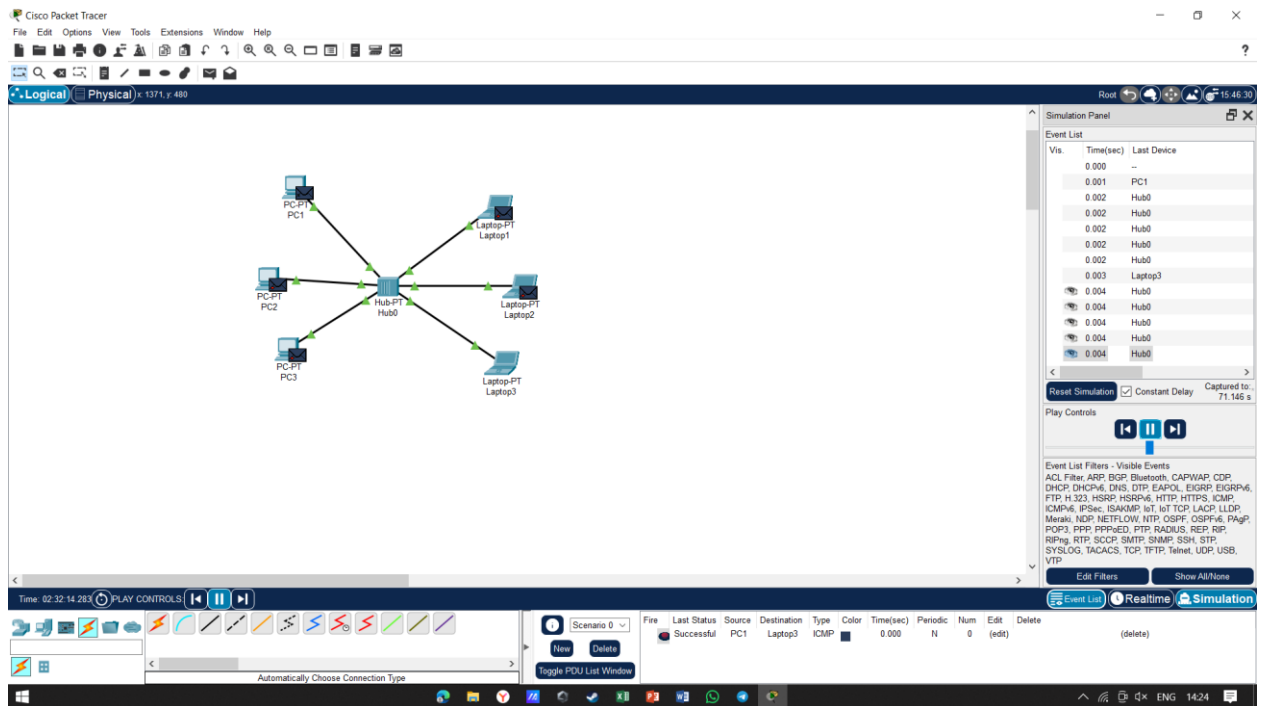 Cisco Packet Tracer
File Edit Options View Tools Extensions Window Help
?
Logical Physical x: 1371, y: 480 Root 15:46:30
PC-PT
PC1
Laptop-PT
Laptop1
PC-PT
PC2
Hub-PT
Hub0
Laptop-PT
Laptop2
PC-PT
PC3
Laptop-PT
Laptop3
Simulation Panel
Event List
Vis. Time(sec) Last Device
0.000 --
0.001 PC1
0.002 Hub0
0.002 Hub0
0.002 Hub0
0.002 Hub0
0.002 Hub0
0.003 Laptop3
0.004 Hub0
0.004 Hub0
0.004 Hub0
0.004 Hub0
0.004 Hub0
Reset Simulation Constant Delay Captured to:
71.146 s
Play Controls
Event List Filters - Visible Events
ACL Filter, ARP, BGP, Bluetooth, CAPWAP, CDP,
DHCP, DHCPv6, DNS, DTP, EAPOL, EIGRP, EIGRPv6,
FTP, H.323, HSRP, HSRPv6, HTTP, HTTPS, ICMP,
ICMPv6, IPSec, ISAKMP, IoT, IoT TCP, LACP, LLDP,
Meraki, NDP, NETFLOW, NTP, OSPF, OSPFv6, PAgP,
POP3, PPP, PPPoED, PTP, RADIUS, REP, RIP,
RIPng, RTP, SCCP, SMTP, SNMP, SSH, STP,
SYSLOG, TACACS, TCP, TFTP, Telnet, UDP, USB,
VTP
Edit Filters Show All/None
Time: 02:32:14.283 PLAY CONTROLS: Event List Realtime Simulation
Scenario 0
New Delete
Toggle PDU List Window
Fire Last Status Source Destination Type Color Time(sec) Periodic Num Edit Delete
Successful PC1 Laptop3 ICMP 0.000 N 0 (edit) (delete)
Automatically Choose Connection Type
ENG 14:24